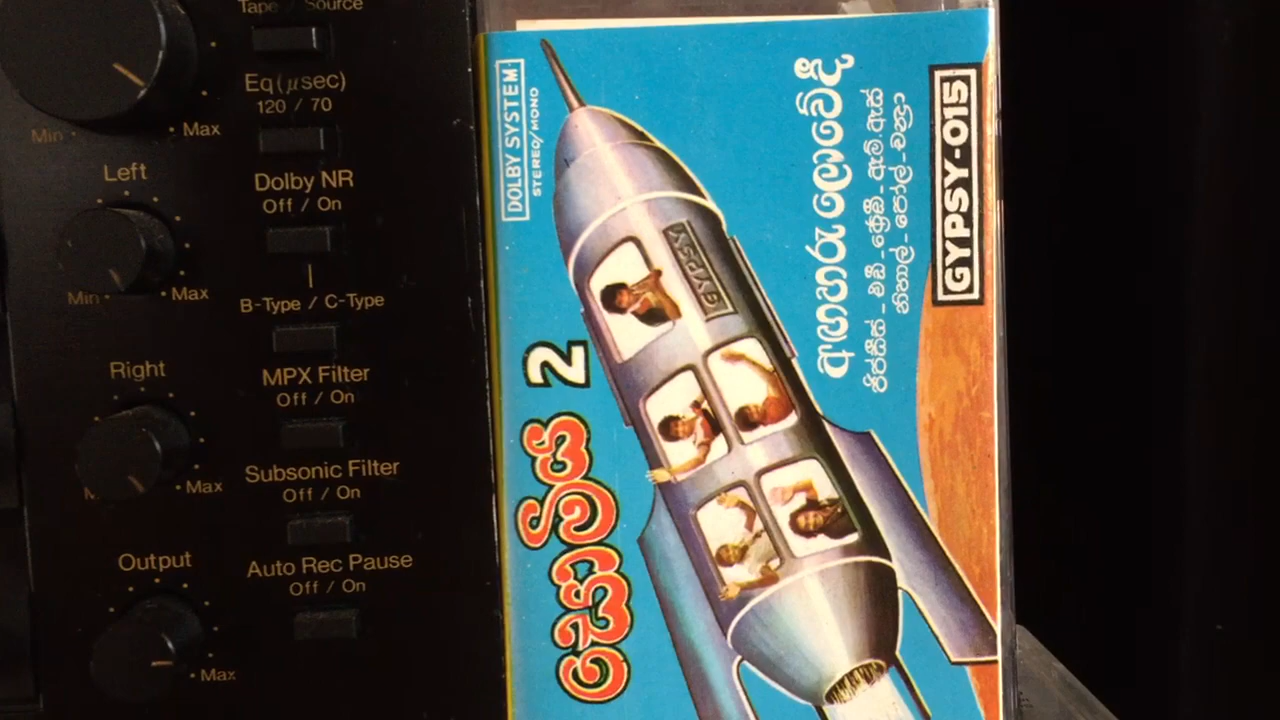 Tape / Source
Eq(μsec)
120 / 70
Min
Max
Left
Dolby NR
Off / On
Min
Max
B-Type / C-Type
Right
MPX Filter
Off / On
Max
Subsonic Filter
Off / On
Output
Auto Rec Pause
Off / On
Max
DOLBY SYSTEM
STEREO/MONO
සොවියස් 2
GYPSY
අඟහරු ලොවේදී
GYPSY-015